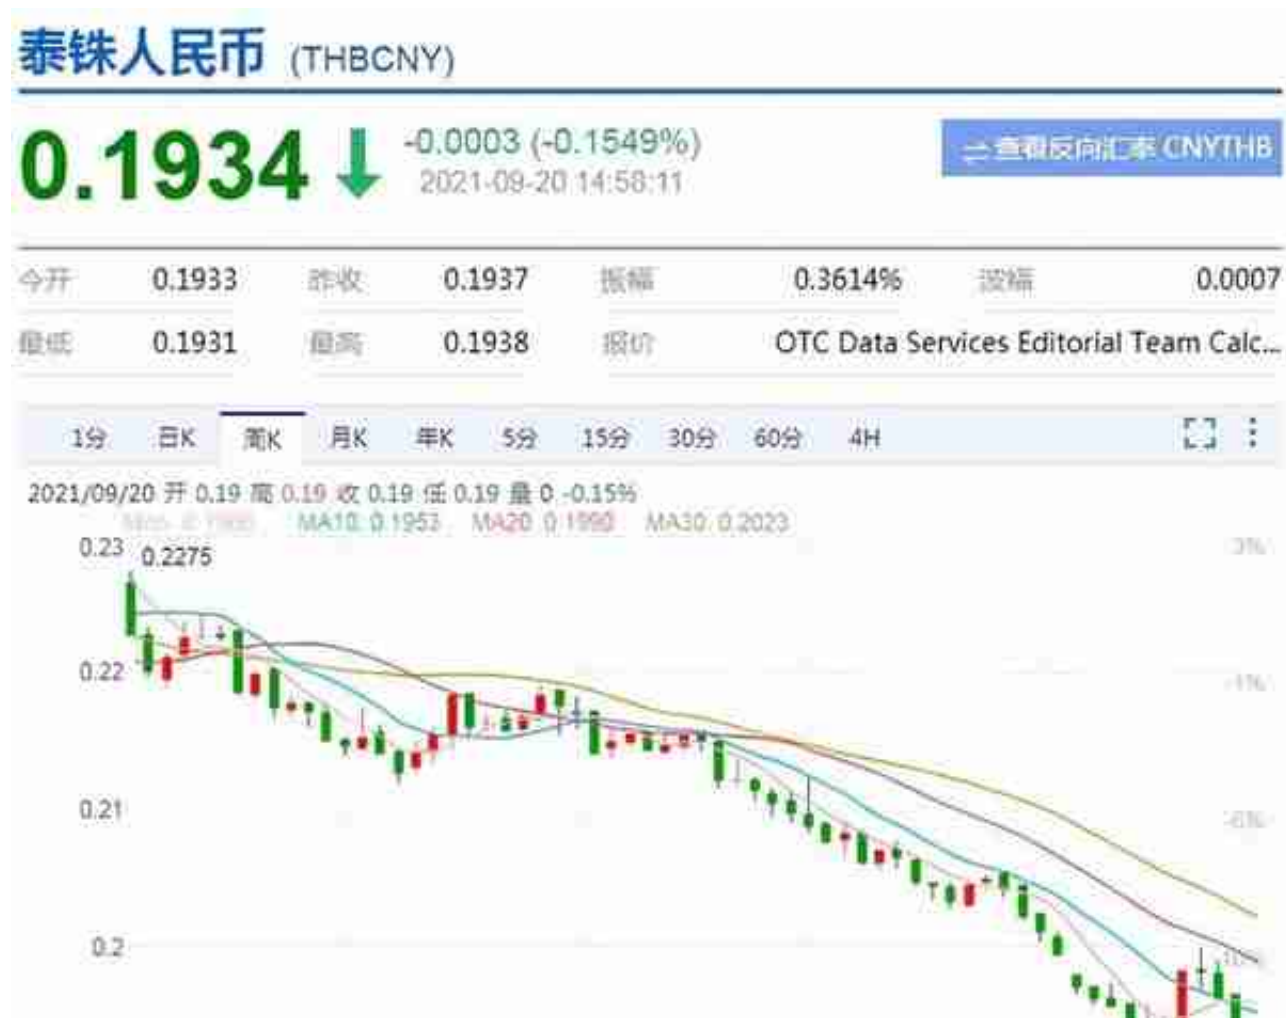 泰铢人民币 (THBCNY)
0.1934 -0.0003 (-0.1549%)
2021-09-20 14:58:11
查看反向汇率 CNYTHB
今开 0.1933 昨收 0.1937 振幅 0.3614% 波幅 0.0007
最低 0.1931 最高 0.1938 报价 OTC Data Services Editorial Team Calc...
1分 日K 周K 月K 年K 5分 15分 30分 60分 4H
2021/09/20 开 0.19 高 0.19 收 0.19 低 0.19 量 0 -0.15%
MA10: 0.1953 MA20: 0.1990 MA30: 0.2023
0.23 0.2275 3%
0.22 -1%
0.21 -6%
0.2